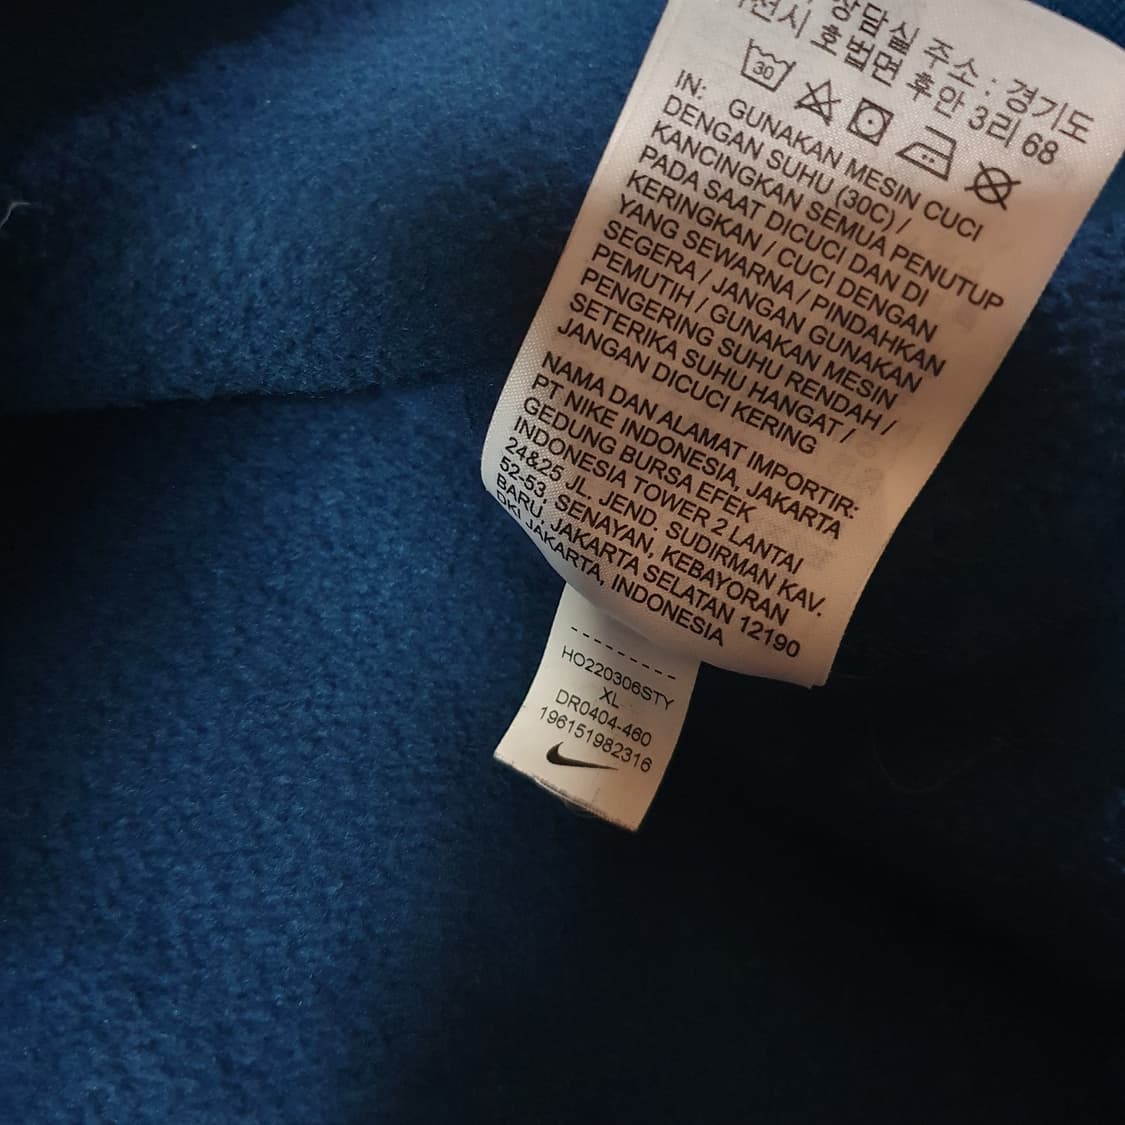 상담실 주소 : 경기도
천시 호법면 후안 3리 68
30
IN: GUNAKAN MESIN CUCI
DENGAN SUHU (30C) /
KANCINGKAN SEMUA PENUTUP
PADA SAAT DICUCI DAN DI
KERINGKAN / CUCI DENGAN
YANG SEWARNA / PINDAHKAN
SEGERA / JANGAN GUNAKAN
PEMUTIH / GUNAKAN MESIN
PENGERING SUHU RENDAH /
SETERIKA SUHU HANGAT /
JANGAN DICUCI KERING
NAMA DAN ALAMAT IMPORTIR:
PT NIKE INDONESIA, JAKARTA
GEDUNG BURSA EFEK
INDONESIA TOWER 2 LANTAI
24&25 JL. JEND. SUDIRMAN KAV.
52-53, SENAYAN, KEBAYORAN
BARU, JAKARTA SELATAN 12190
DKI JAKARTA, INDONESIA
HO220306STY
XL
DR0404-460
196151982316